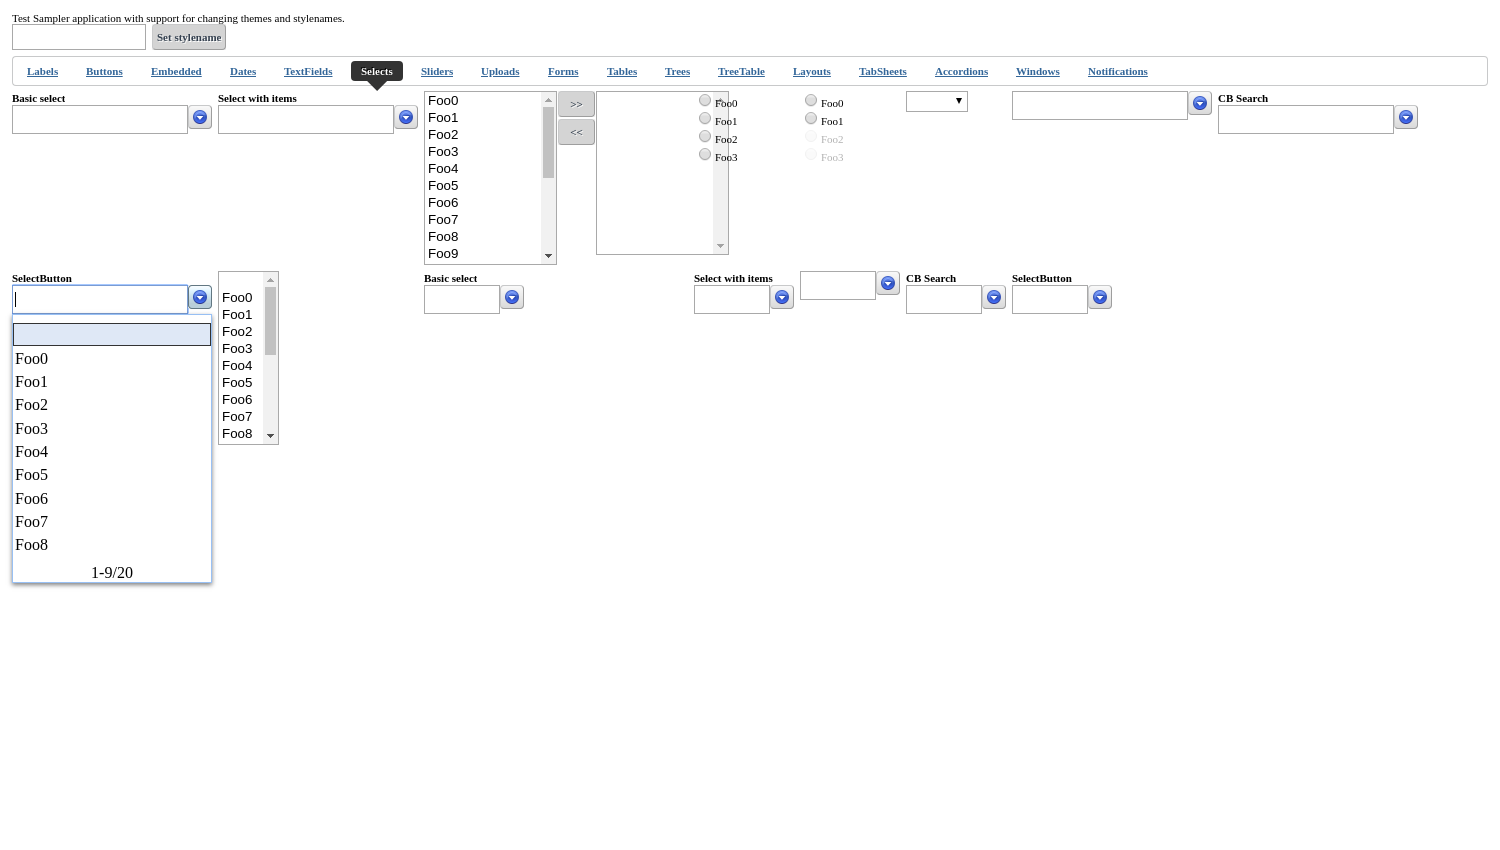 Test Sampler application with support for changing themes and stylenames.
Set stylename
Labels Buttons Embedded Dates TextFields Selects Sliders Uploads Forms Tables Trees TreeTable Layouts TabSheets Accordions Windows Notifications
Basic select
Select with items
Foo0
Foo1
Foo2
Foo3
Foo4
Foo5
Foo6
Foo7
Foo8
Foo9
>>
<<
Foo0
Foo1
Foo2
Foo3
Foo0
Foo1
Foo2
Foo3
CB Search
SelectButton
Foo0
Foo1
Foo2
Foo3
Foo4
Foo5
Foo6
Foo7
Foo8
1-9/20
Foo0
Foo1
Foo2
Foo3
Foo4
Foo5
Foo6
Foo7
Foo8
Basic select
Select with items
CB Search
SelectButton